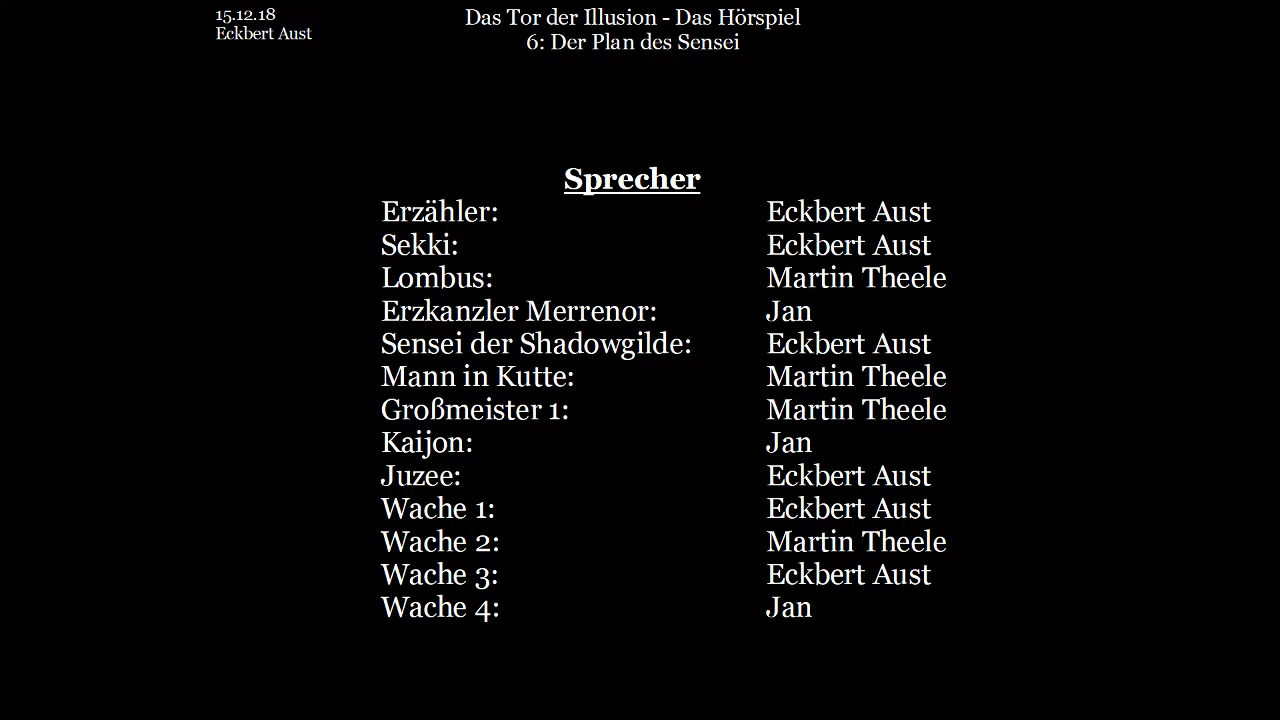 15.12.18
Eckbert Aust
Das Tor der Illusion - Das Hörspiel
6: Der Plan des Sensei
Sprecher
Erzähler: Eckbert Aust
Sekki: Eckbert Aust
Lombus: Martin Theele
Erzkanzler Merrenor: Jan
Sensei der Shadowgilde: Eckbert Aust
Mann in Kutte: Martin Theele
Großmeister 1: Martin Theele
Kaijon: Jan
Juzee: Eckbert Aust
Wache 1: Eckbert Aust
Wache 2: Martin Theele
Wache 3: Eckbert Aust
Wache 4: Jan